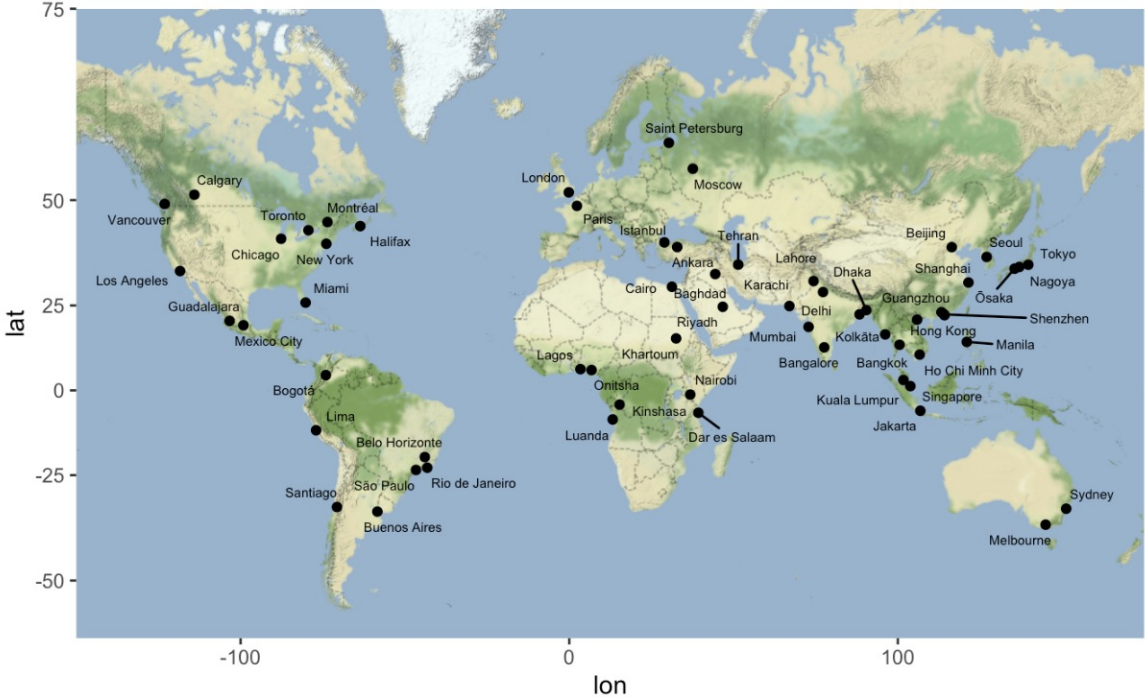 75
Saint Petersburg
London
Moscow
Calgary
50
Paris
Vancouver
Toronto
Montréal
Istanbul
Tehran
Beijing
Seoul
Tokyo
Halifax
Chicago
New York
Ankara
Lahore
Dhaka
Shanghai
Los Angeles
Miami
Cairo
Baghdad
Karachi
Guangzhou
Ōsaka
Nagoya
Guadalajara
25
Delhi
Shenzhen
lat
Mexico City
Riyadh
Mumbai
Kolkāta
Hong Kong
Manila
Lagos
Khartoum
Bangalore
Bangkok
Ho Chi Minh City
Bogotá
0
Onitsha
Nairobi
Kuala Lumpur
Singapore
Lima
Kinshasa
Jakarta
Luanda
Dar es Salaam
Belo Horizonte
-25
São Paulo
Rio de Janeiro
Santiago
Sydney
Buenos Aires
Melbourne
-50
-100
0
100
lon